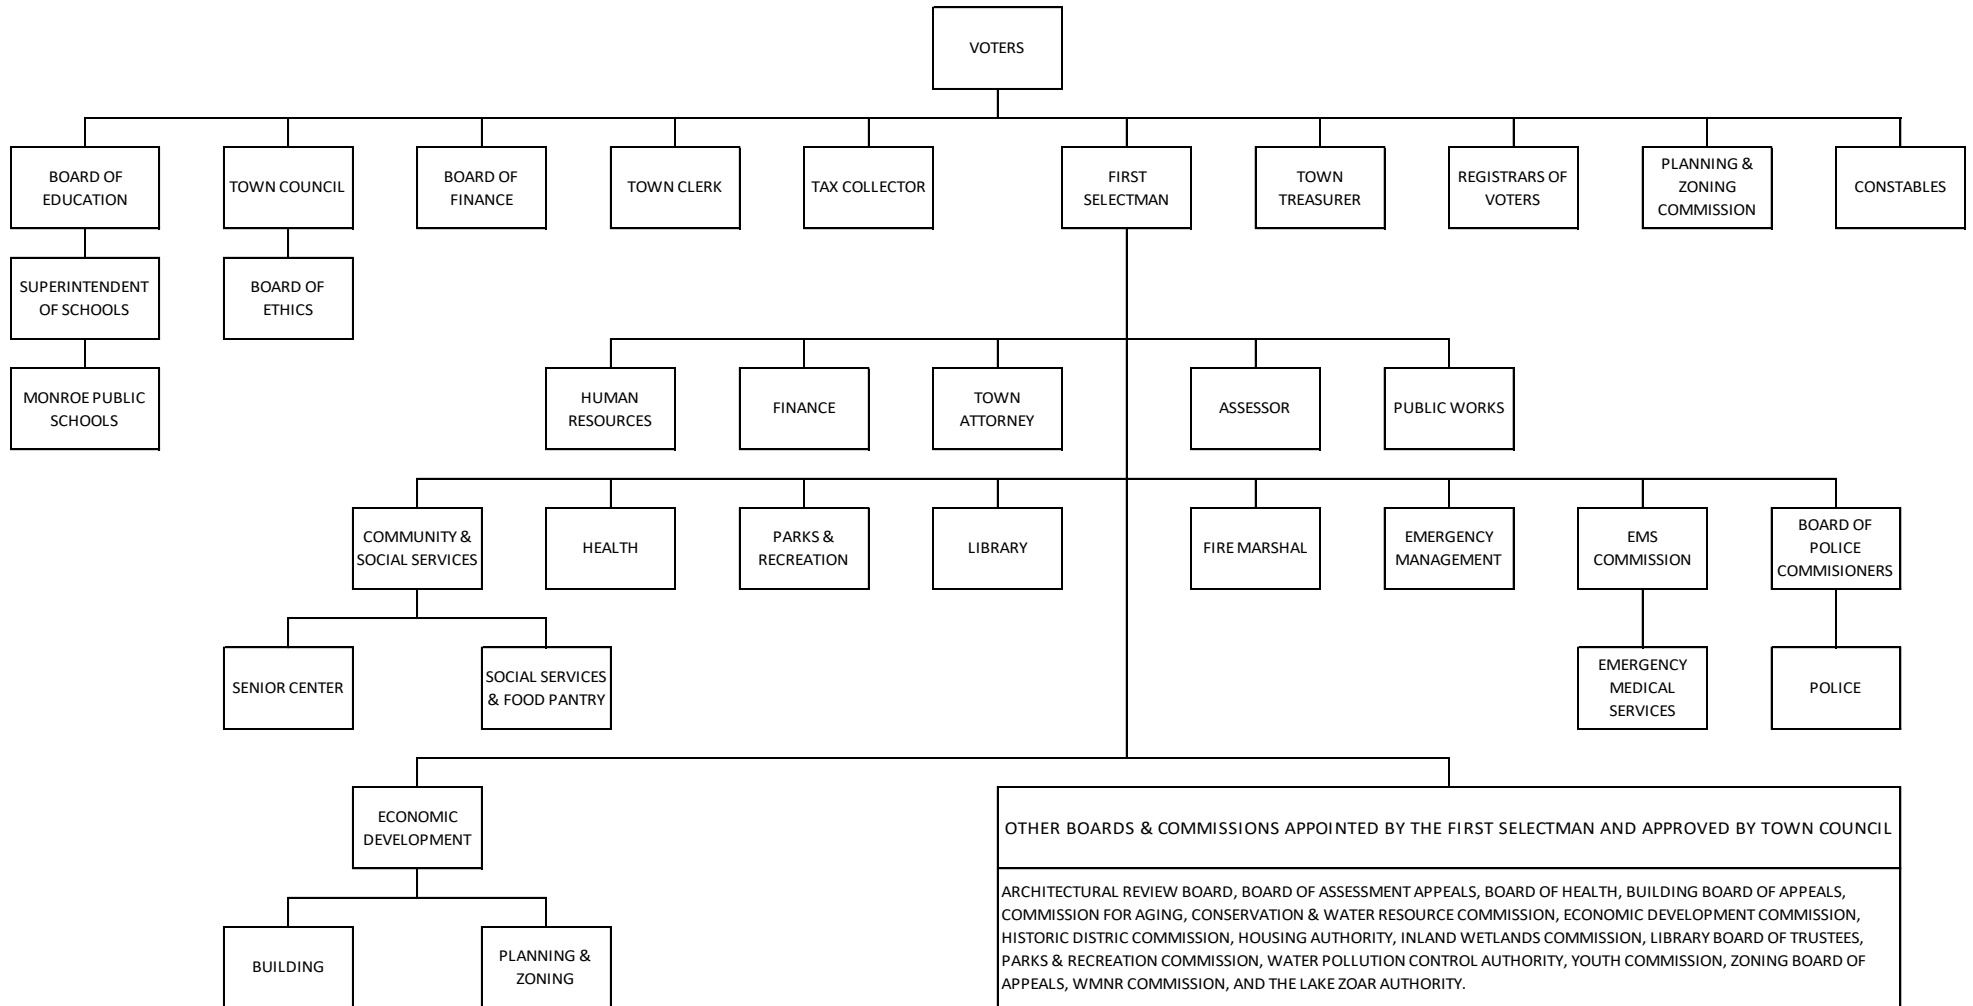 VOTERS
BOARD OF
EDUCATION
TOWN COUNCIL
BOARD OF
FINANCE
TOWN CLERK
TAX COLLECTOR
FIRST
SELECTMAN
TOWN
TREASURER
REGISTRARS OF
VOTERS
PLANNING &
ZONING
COMMISSION
CONSTABLES
SUPERINTENDENT
OF SCHOOLS
BOARD OF
ETHICS
MONROE PUBLIC
SCHOOLS
HUMAN
RESOURCES
FINANCE
TOWN
ATTORNEY
ASSESSOR
PUBLIC WORKS
COMMUNITY &
SOCIAL SERVICES
HEALTH
PARKS &
RECREATION
LIBRARY
FIRE MARSHAL
EMERGENCY
MANAGEMENT
EMS
COMMISSION
BOARD OF
POLICE
COMMISIONERS
SENIOR CENTER
SOCIAL SERVICES
& FOOD PANTRY
EMERGENCY
MEDICAL
SERVICES
POLICE
ECONOMIC
DEVELOPMENT
BUILDING
PLANNING &
ZONING
OTHER BOARDS & COMMISSIONS APPOINTED BY THE FIRST SELECTMAN AND APPROVED BY TOWN COUNCIL
ARCHITECTURAL REVIEW BOARD, BOARD OF ASSESSMENT APPEALS, BOARD OF HEALTH, BUILDING BOARD OF APPEALS,
COMMISSION FOR AGING, CONSERVATION & WATER RESOURCE COMMISSION, ECONOMIC DEVELOPMENT COMMISSION,
HISTORIC DISTRIC COMMISSION, HOUSING AUTHORITY, INLAND WETLANDS COMMISSION, LIBRARY BOARD OF TRUSTEES,
PARKS & RECREATION COMMISSION, WATER POLLUTION CONTROL AUTHORITY, YOUTH COMMISSION, ZONING BOARD OF
APPEALS, WMNR COMMISSION, AND THE LAKE ZOAR AUTHORITY.